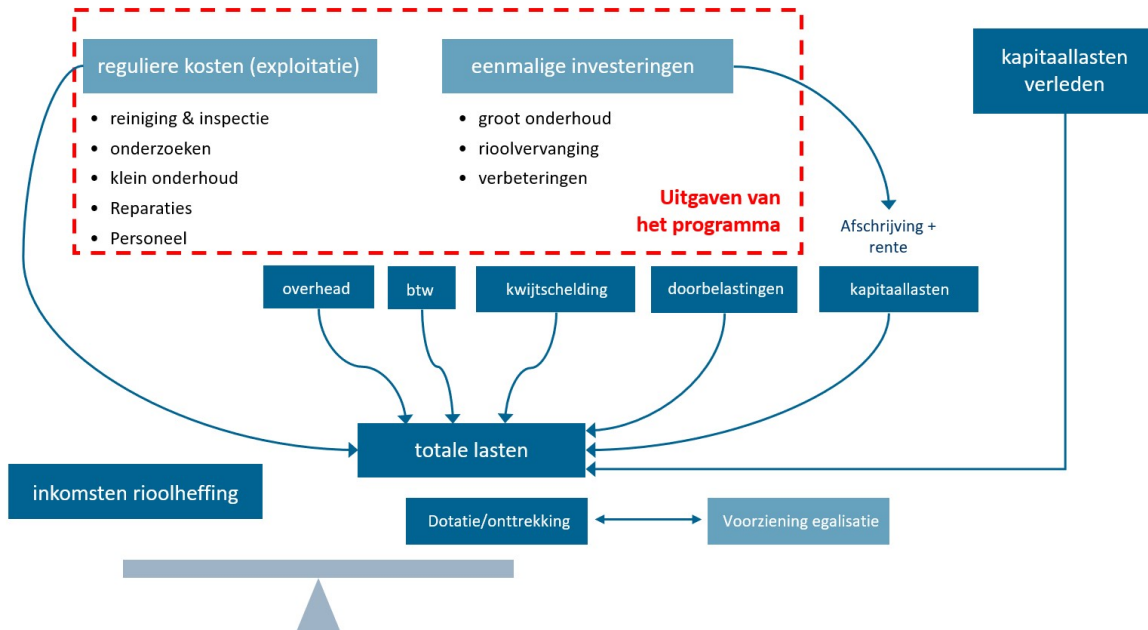 reguliere kosten (exploitatie)
• reiniging & inspectie
• onderzoeken
• klein onderhoud
• Reparaties
• Personeel
eenmalige investeringen
• groot onderhoud
• rioolvervanging
• verbeteringen
Uitgaven van
het programma
kapitaallasten
verleden
Afschrijving +
rente
overhead
btw
kwijtschelding
doorbelastingen
kapitaallasten
totale lasten
inkomsten rioolheffing
Dotatie/onttrekking
Voorziening egalisatie